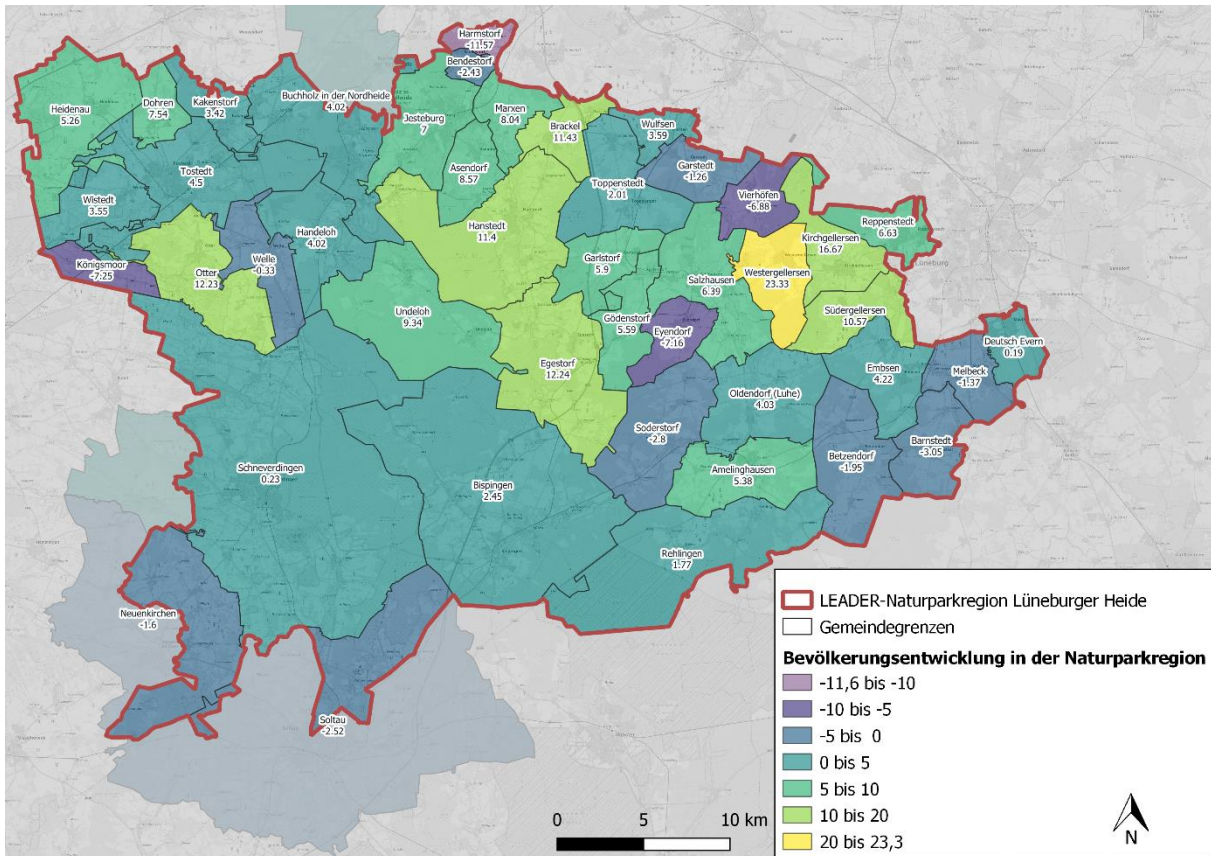 Harmstorf
-11.57
Bendestorf
-2.43
Heidenau
5.26
Dohren
7.54
Kakenstorf
3.42
Buchholz in der Nordheide
4.02
Jesteburg
7
Marxen
8.04
Brackel
11.43
Wulfsen
3.59
Garstedt
-1.26
Asendorf
8.57
Tostedt
4.5
Wistedt
3.55
Toppenstedt
2.01
Vierhöfen
-6.88
Reppenstedt
6.63
Hanstedt
11.4
Handeloh
4.02
Kirchgellersen
16.67
Lüneburg
Königsmoor
-7.25
Otter
12.23
Welle
-0.33
Garlstorf
5.9
Salzhausen
6.39
Westergellersen
23.33
Undeloh
9.34
Gödenstorf
5.59
Südergellersen
10.57
Eyendorf
-7.16
Egestorf
12.24
Deutsch Evern
0.19
Embsen
4.22
Melbeck
-1.37
Oldendorf (Luhe)
4.03
Soderstorf
-2.8
Barnstedt
-3.05
Betzendorf
-1.95
Schneverdingen
0.23
Amelinghausen
5.38
Bispingen
2.45
Rehlingen
1.77
Neuenkirchen
-1.6
Soltau
-2.52
0 5 10 km
LEADER-Naturparkregion Lüneburger Heide
Gemeindegrenzen
Bevölkerungsentwicklung in der Naturparkregion
-11,6 bis -10
-10 bis -5
-5 bis 0
0 bis 5
5 bis 10
10 bis 20
20 bis 23,3
N